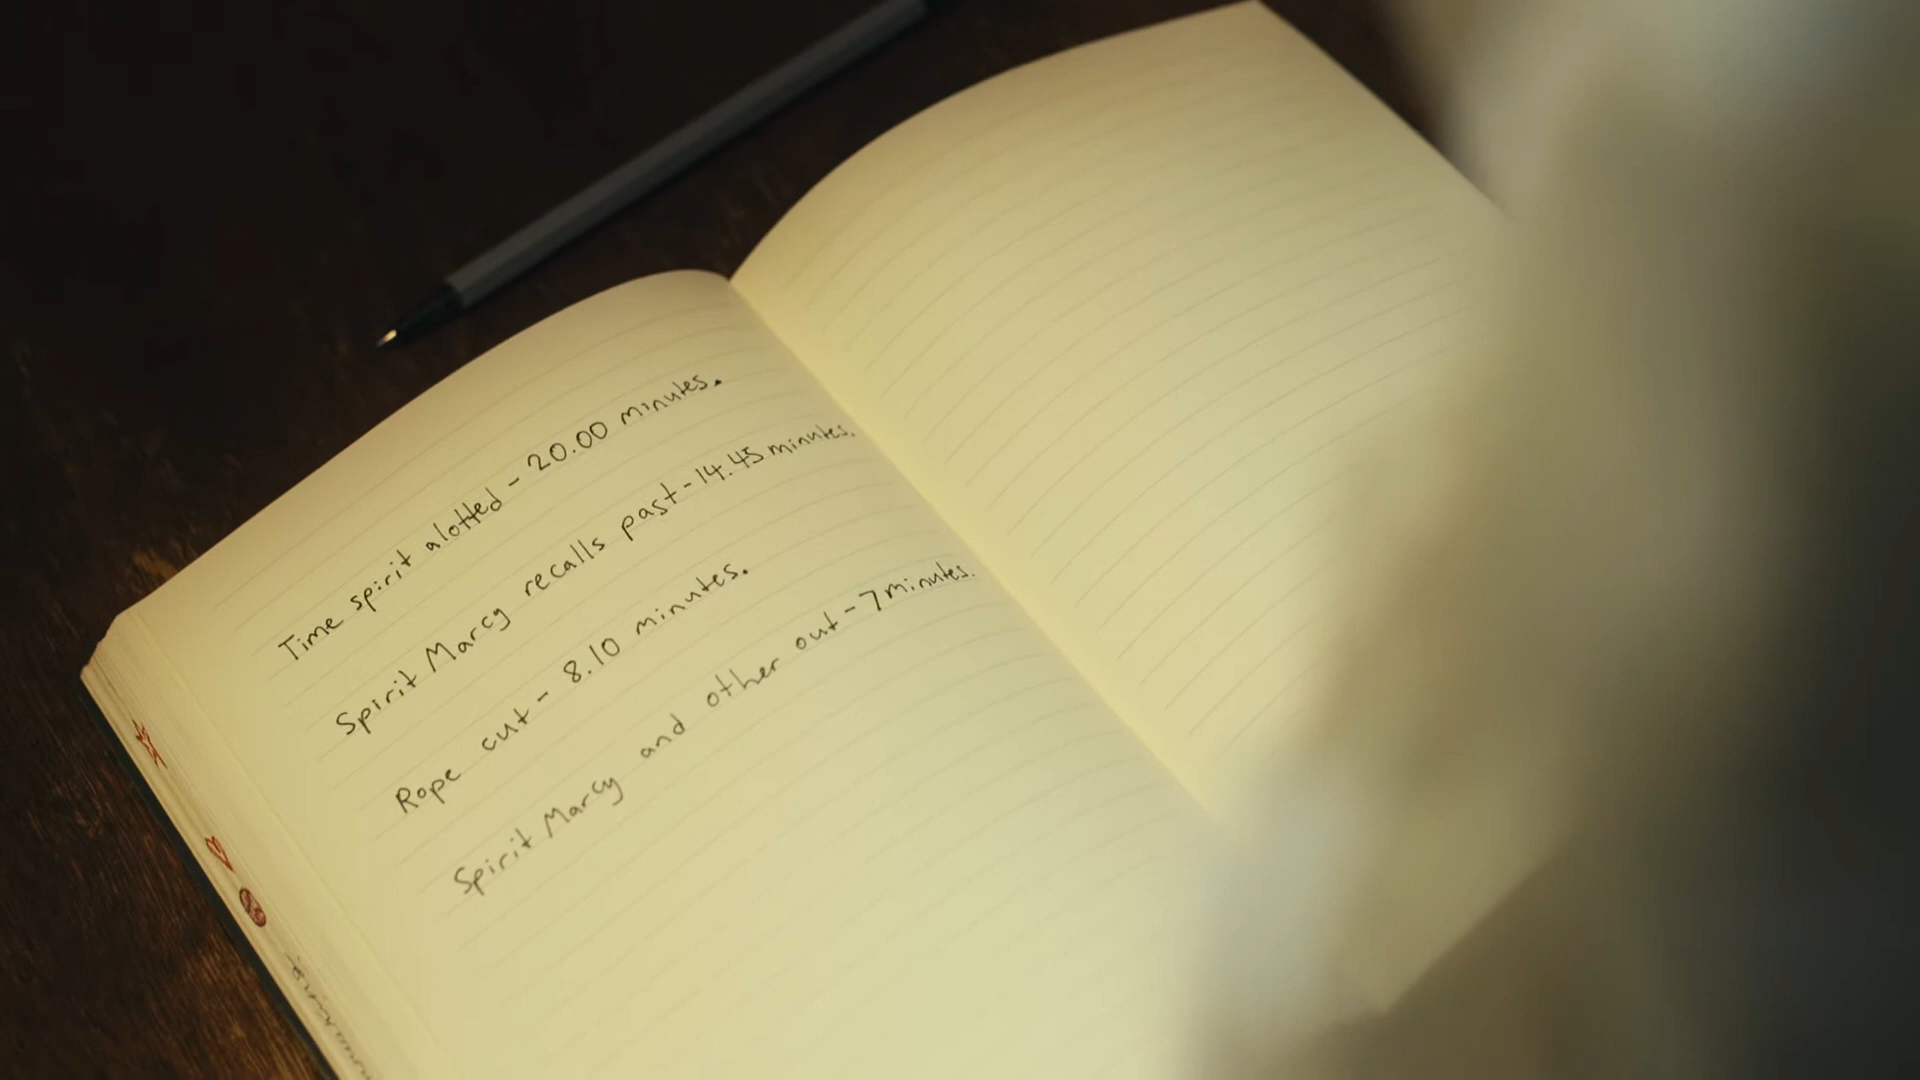 Time spirit alotted - 20.00 minutes.
Spirit Marcy recalls past - 14.45 minutes.
Rope cut - 8.10 minutes.
Spirit Marcy and other out - 7 minutes.